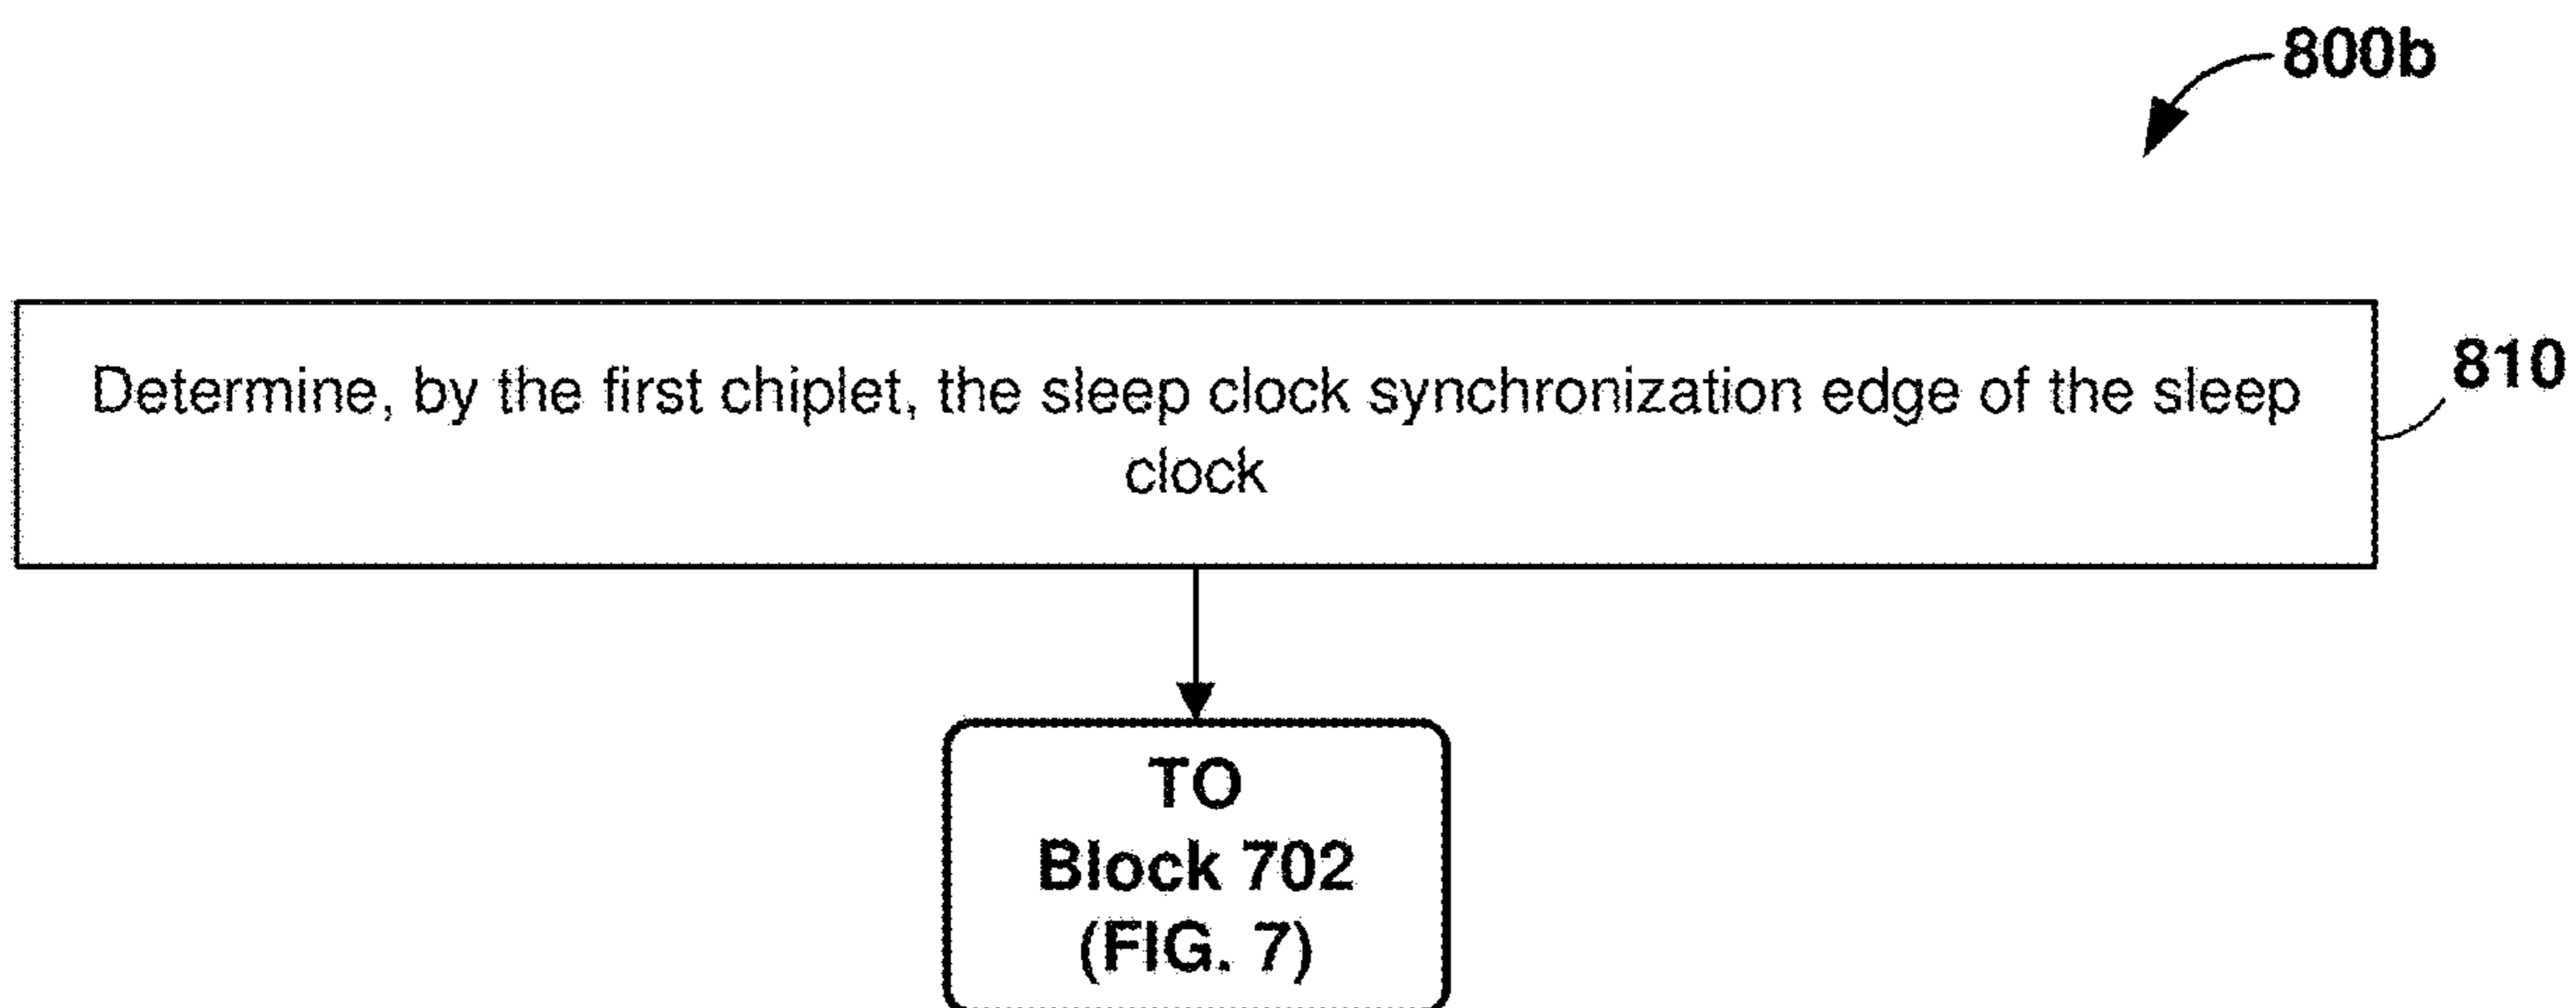 800b
Determine, by the first chiplet, the sleep clock synchronization edge of the sleep
clock
810
TO
Block 702
(FIG. 7)